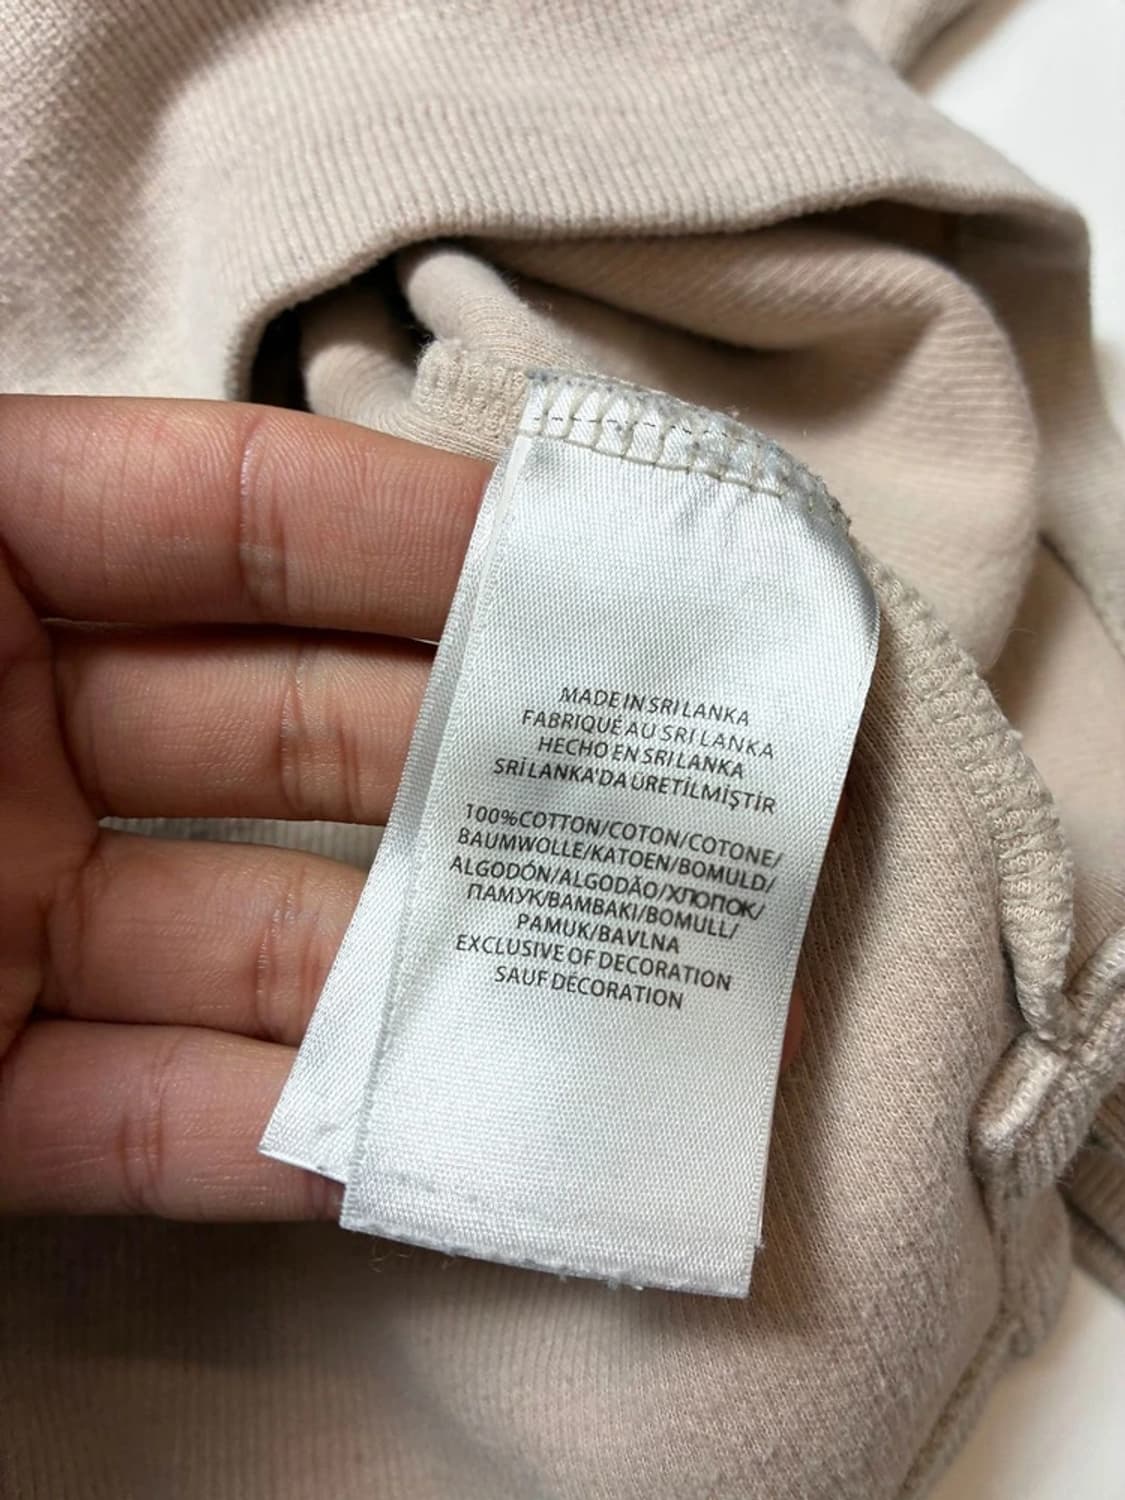 MADE IN SRI LANKA
FABRIQUÉ AU SRI LANKA
HECHO EN SRI LANKA
SRİ LANKA'DA ÜRETİLMİŞTİR
100%COTTON/COTON/COTONE/
BAUMWOLLE/KATOEN/BOMULD/
ALGODÓN/ALGODÃO/ХЛОПОК/
ПАМУК/BAMBAKI/BOMULL/
PAMUK/BAVLNA
EXCLUSIVE OF DECORATION
SAUF DÉCORATION